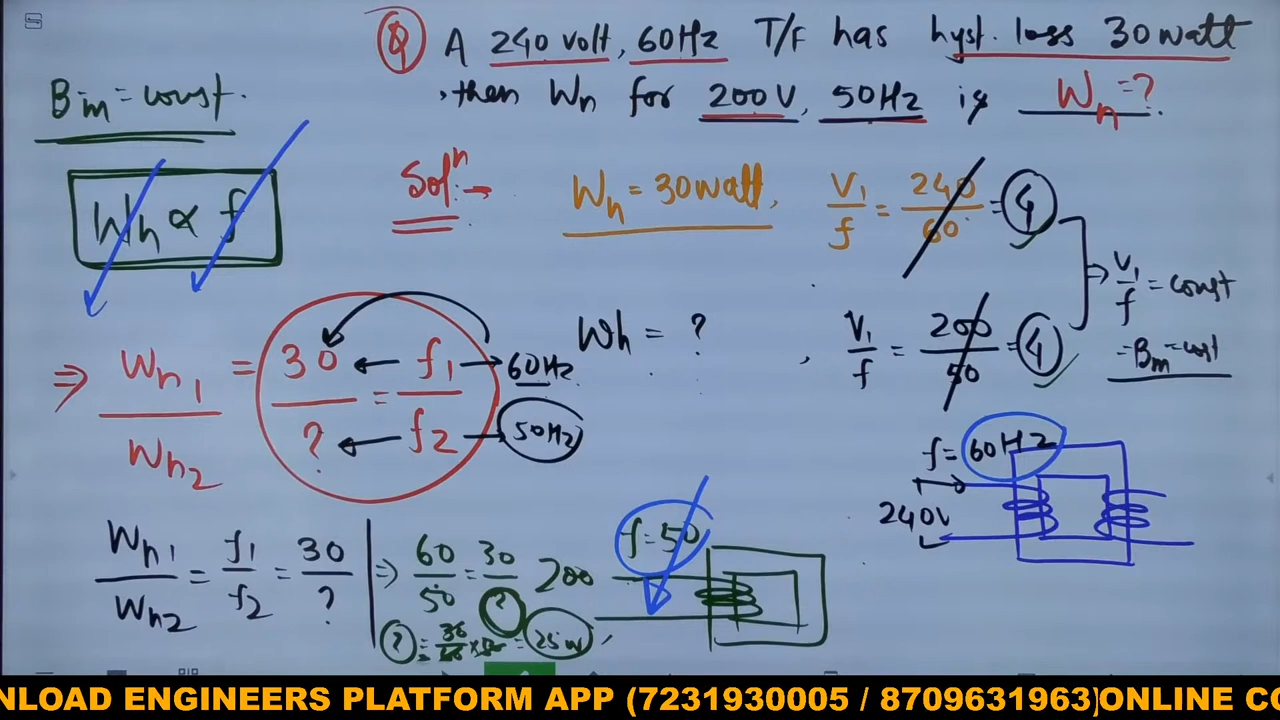 Q A 240 volt, 60Hz T/F has hyst. loss 30 watt
, then Wh for 200V, 50Hz is Wh = ?
Bm = const.
Wh ∝ f
Solⁿ:→ Wh = 30 watt, V1/f = 240/60 = 4
V1/f = 200/50 = 4
⇒ V1/f = const
= Bm = const
Wh = ?
⇒ Wh1/Wh2 = 30/? = f1/f2
60Hz
50Hz
f = 60Hz
240V
Wh1/Wh2 = f1/f2 = 30/?
⇒ 60/50 = 30/?
200
f = 50
? = 30/60 × 50 = 25 W
NLOAD ENGINEERS PLATFORM APP (7231930005 / 8709631963)ONLINE CO